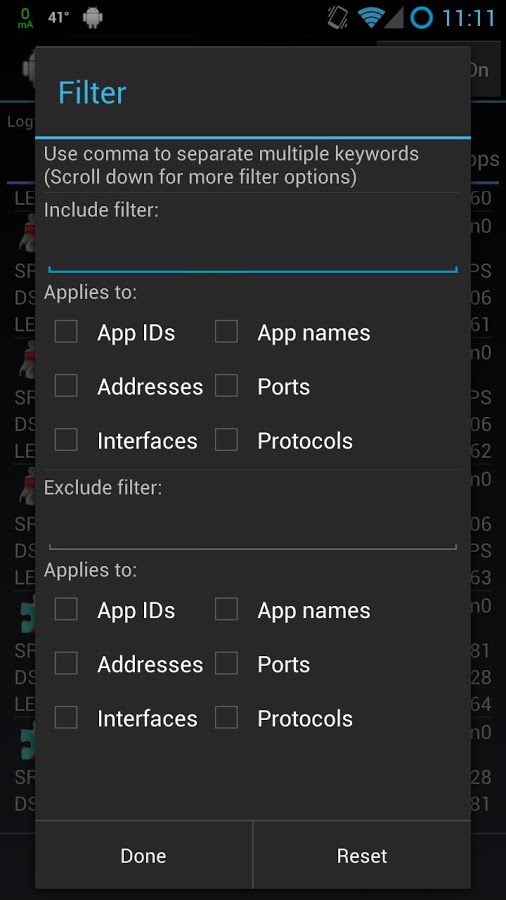 0
mA
41°
11:11
On
Filter
Use comma to separate multiple keywords
(Scroll down for more filter options)
Include filter:
Applies to:
App IDs
App names
Addresses
Ports
Interfaces
Protocols
Exclude filter:
Applies to:
App IDs
App names
Addresses
Ports
Interfaces
Protocols
Done
Reset